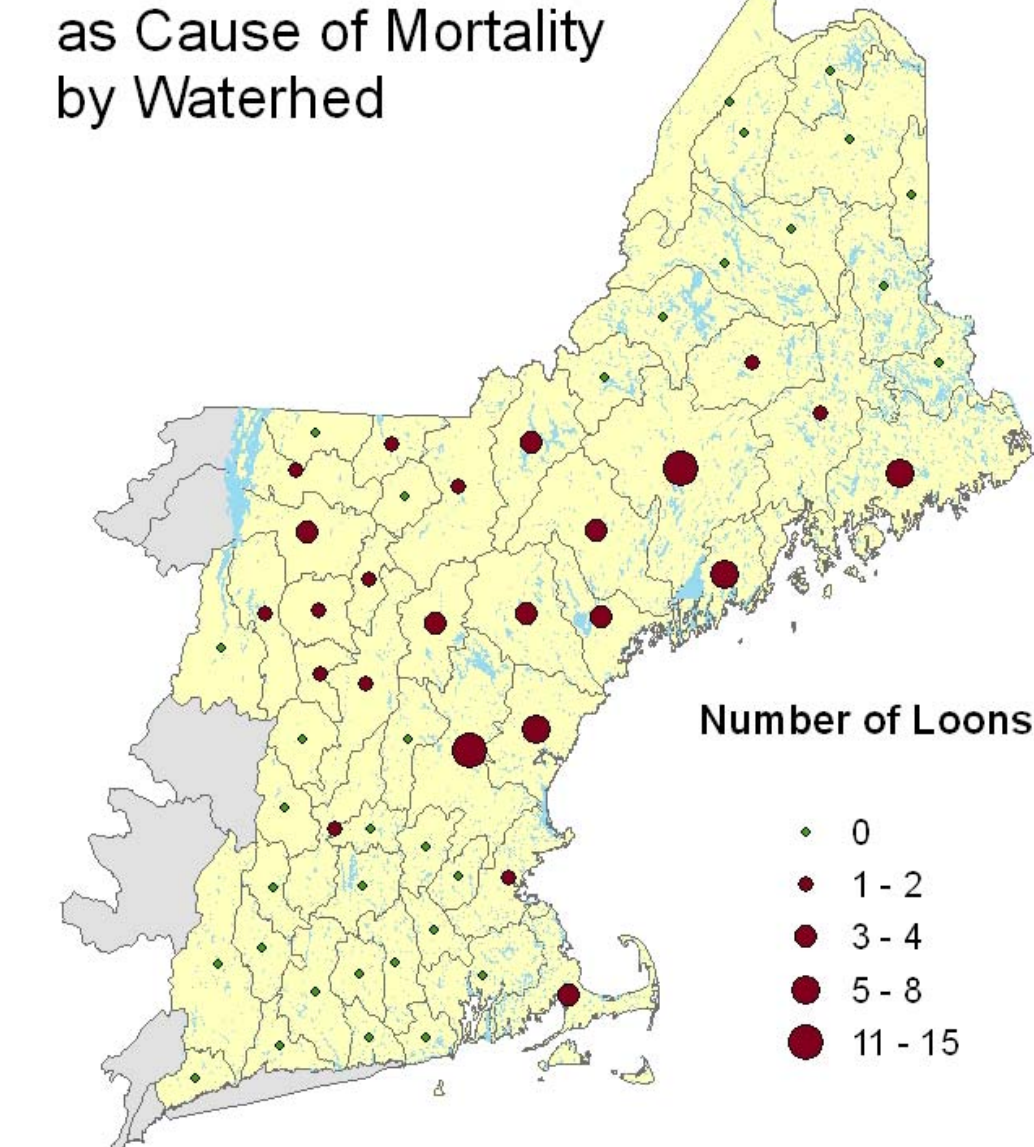 as Cause of Mortality
by Waterhed
Number of Loons
0
1 - 2
3 - 4
5 - 8
11 - 15